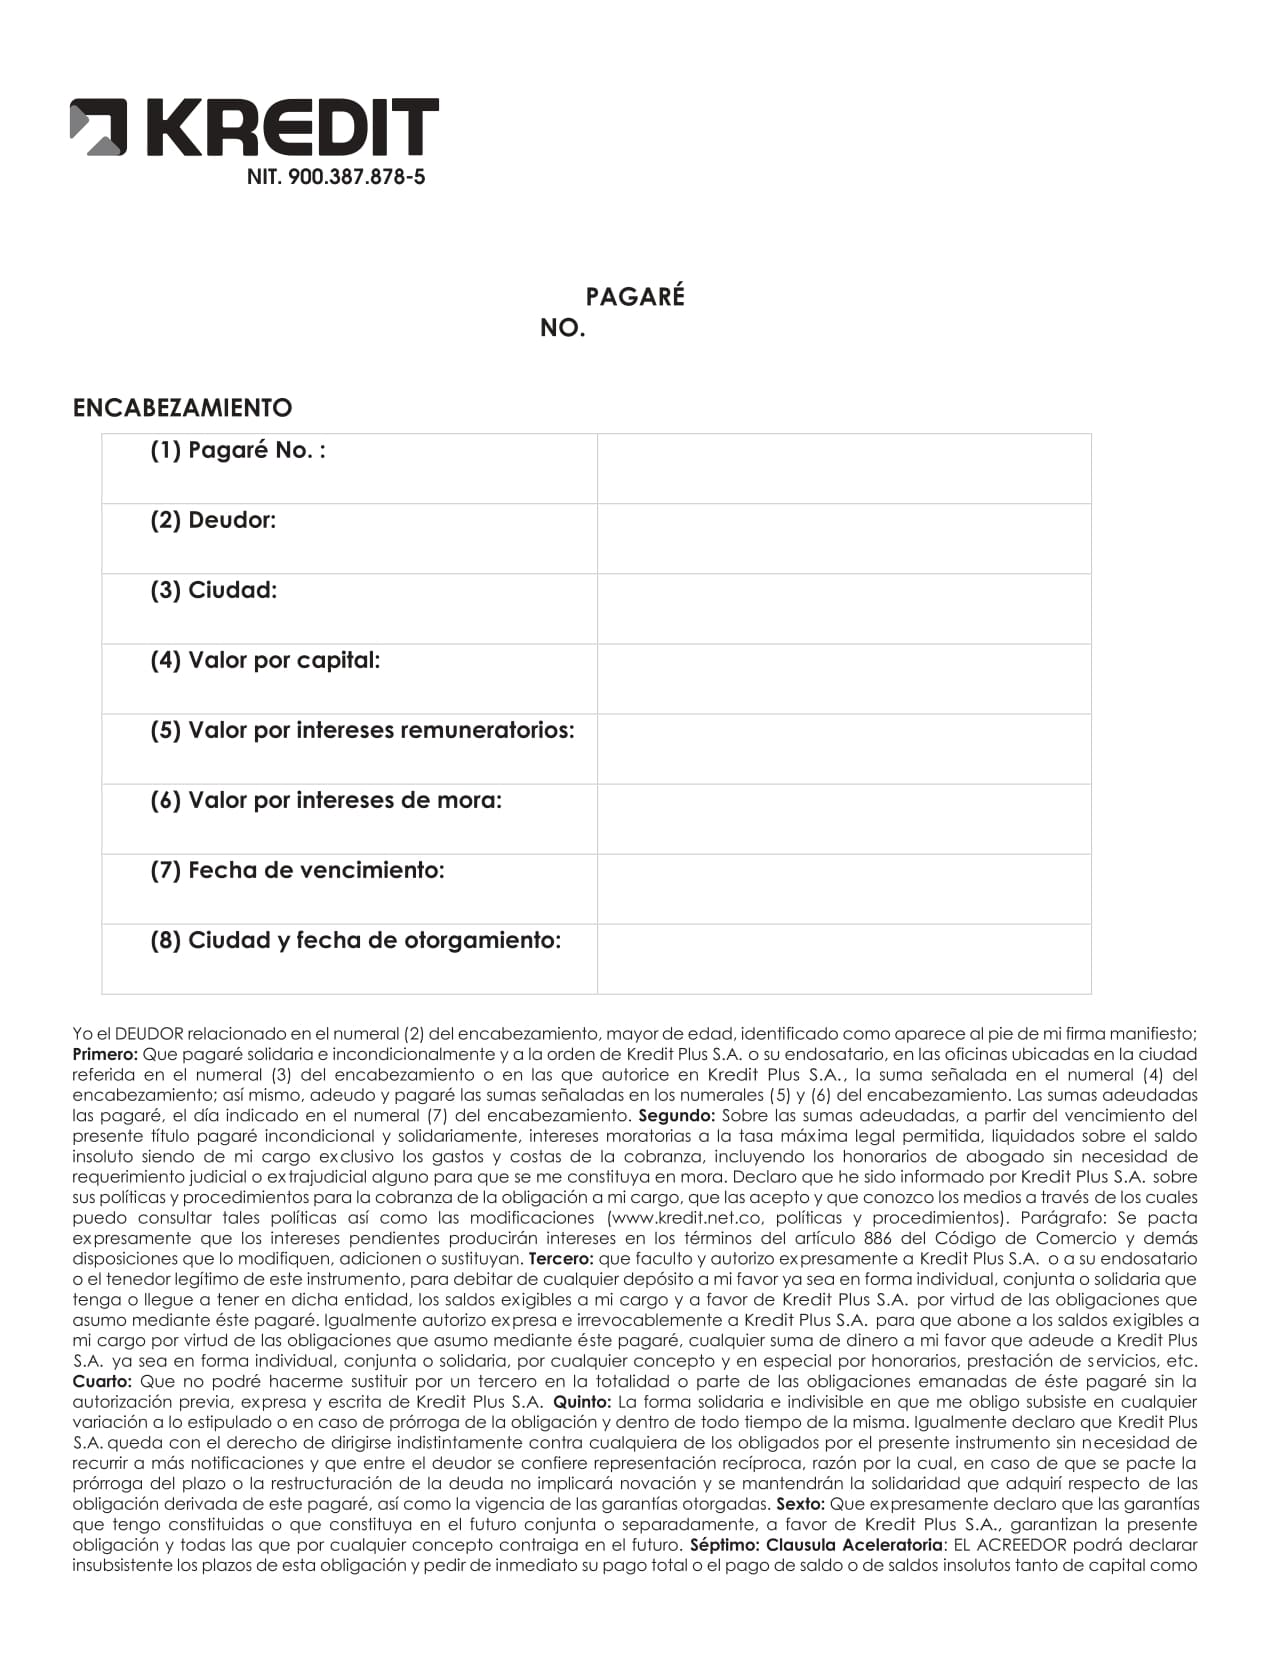 KREDIT
NIT. 900.387.878-5
PAGARÉ
NO.
ENCABEZAMIENTO
(1) Pagaré No. :
(2) Deudor:
(3) Ciudad:
(4) Valor por capital:
(5) Valor por intereses remuneratorios:
(6) Valor por intereses de mora:
(7) Fecha de vencimiento:
(8) Ciudad y fecha de otorgamiento:
Yo el DEUDOR relacionado en el numeral (2) del encabezamiento, mayor de edad, identificado como aparece al pie de mi firma manifiesto;
Primero: Que pagaré solidaria e incondicionalmente y a la orden de Kredit Plus S.A. o su endosatario, en las oficinas ubicadas en la ciudad
referida en el numeral (3) del encabezamiento o en las que autorice en Kredit Plus S.A., la suma señalada en el numeral (4) del
encabezamiento; así mísmo, adeudo y pagaré las sumas señaladas en los numerales (5) y (6) del encabezamiento. Las sumas adeudadas
las pagaré, el día indicado en el numeral (7) del encabezamiento. Segundo: Sobre las sumas adeudadas, a partir del vencimiento del
presente título pagaré incondicional y solidariamente, intereses moratorias a la tasa máxima legal permitida, liquidados sobre el saldo
insoluto siendo de mi cargo exclusivo los gastos y costas de la cobranza, incluyendo los honorarios de abogado sin necesidad de
requerimiento judicial o extrajudicial alguno para que se me constituya en mora. Declaro que he sido informado por Kredit Plus S.A. sobre
sus políticas y procedimientos para la cobranza de la obligación a mi cargo, que las acepto y que conozco los medios a través de los cuales
puedo consultar tales políticas así como las modificaciones (www.kredit.net.co, políticas y procedimientos). Parágrafo: Se pacta
expresamente que los intereses pendientes producirán intereses en los términos del artículo 886 del Código de Comercio y demás
disposiciones que lo modifiquen, adicionen o sustituyan. Tercero: que faculto y autorizo expresamente a Kredit Plus S.A. o a su endosatario
o el tenedor legítimo de este instrumento, para debitar de cualquier depósito a mi favor ya sea en forma individual, conjunta o solidaria que
tenga o llegue a tener en dicha entidad, los saldos exigibles a mi cargo y a favor de Kredit Plus S.A. por virtud de las obligaciones que
asumo mediante éste pagaré. Igualmente autorizo expresa e irrevocablemente a Kredit Plus S.A. para que abone a los saldos exigibles a
mi cargo por virtud de las obligaciones que asumo mediante éste pagaré, cualquier suma de dinero a mi favor que adeude a Kredit Plus
S.A. ya sea en forma individual, conjunta o solidaria, por cualquier concepto y en especial por honorarios, prestación de servicios, etc.
Cuarto: Que no podré hacerme sustituir por un tercero en la totalidad o parte de las obligaciones emanadas de éste pagaré sin la
autorización previa, expresa y escrita de Kredit Plus S.A. Quinto: La forma solidaria e indivisible en que me obligo subsiste en cualquier
variación a lo estipulado o en caso de prórroga de la obligación y dentro de todo tiempo de la misma. Igualmente declaro que Kredit Plus
S.A. queda con el derecho de dirigirse indistintamente contra cualquiera de los obligados por el presente instrumento sin necesidad de
recurrir a más notificaciones y que entre el deudor se confiere representación recíproca, razón por la cual, en caso de que se pacte la
prórroga del plazo o la restructuración de la deuda no implicará novación y se mantendrán la solidaridad que adquirí respecto de las
obligación derivada de este pagaré, así como la vigencia de las garantías otorgadas. Sexto: Que expresamente declaro que las garantías
que tengo constituidas o que constituya en el futuro conjunta o separadamente, a favor de Kredit Plus S.A., garantizan la presente
obligación y todas las que por cualquier concepto contraiga en el futuro. Séptimo: Clausula Aceleratoria: EL ACREEDOR podrá declarar
insubsistente los plazos de esta obligación y pedir de inmediato su pago total o el pago de saldo o de saldos insolutos tanto de capital como